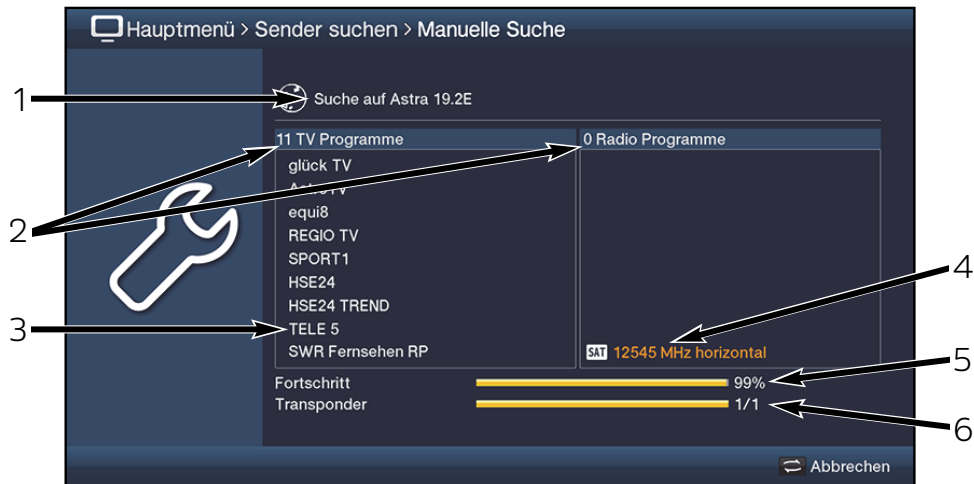 Hauptmenü > Sender suchen > Manuelle Suche
1
Suche auf Astra 19.2E
11 TV Programme
0 Radio Programme
glück TV
AstroTV
equi8
2
REGIO TV
SPORT1
4
HSE24
HSE24 TREND
3
TELE 5
SWR Fernsehen RP
SAT 12545 MHz horizontal
5
Fortschritt 99%
Transponder 1/1
6
Abbrechen